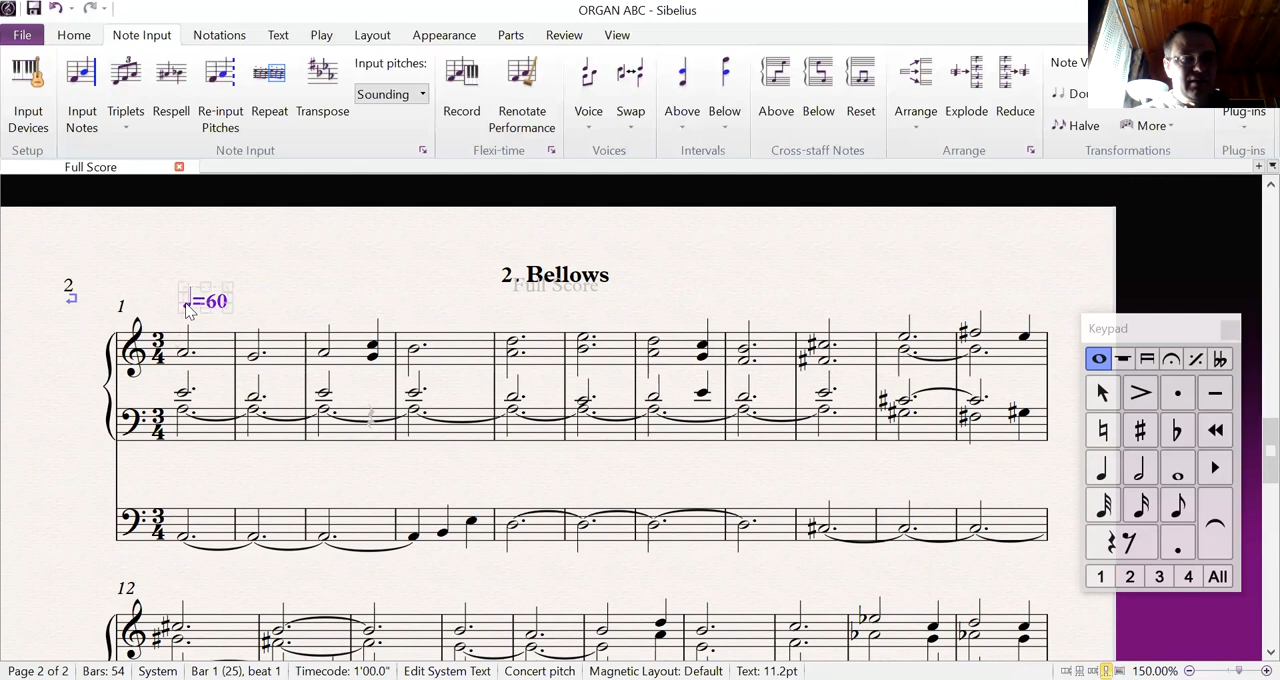 ORGAN ABC - Sibelius
File Home Note Input Notations Text Play Layout Appearance Parts Review View
Input Devices
Setup
Input Notes
Triplets
Respell
Re-input Pitches
Repeat
Transpose
Input pitches:
Sounding
Note Input
Record
Renotate Performance
Flexi-time
Voice
Swap
Voices
Above
Below
Intervals
Above
Below
Reset
Cross-staff Notes
Arrange
Explode
Reduce
Arrange
Halve
More
Transformations
Plug-ins
Plug-ins
Full Score
2. Bellows
Full Score
2
=60
1
3
4
3
4
3
4
12
Keypad
1 2 3 4 All
Page 2 of 2 Bars: 54 System Bar 1 (25), beat 1 Timecode: 1'00.0" Edit System Text Concert pitch Magnetic Layout: Default Text: 11.2pt 150.00%